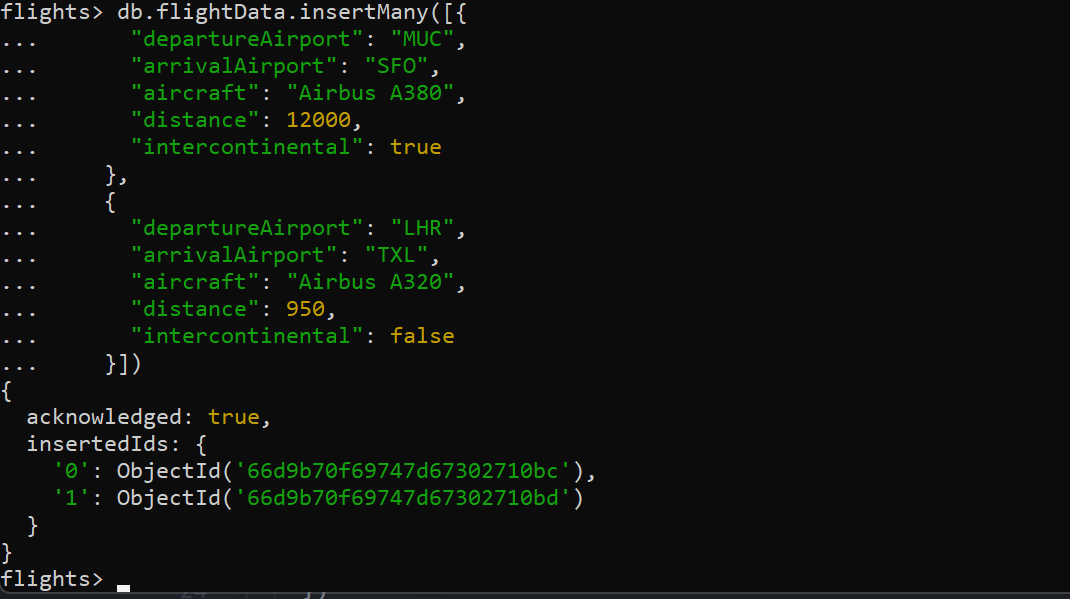 flights> db.flightData.insertMany([{
...       "departureAirport": "MUC",
...       "arrivalAirport": "SFO",
...       "aircraft": "Airbus A380",
...       "distance": 12000,
...       "intercontinental": true
...     },
...     {
...       "departureAirport": "LHR",
...       "arrivalAirport": "TXL",
...       "aircraft": "Airbus A320",
...       "distance": 950,
...       "intercontinental": false
...     }])
{
  acknowledged: true,
  insertedIds: {
    '0': ObjectId('66d9b70f69747d67302710bc'),
    '1': ObjectId('66d9b70f69747d67302710bd')
  }
}
flights>